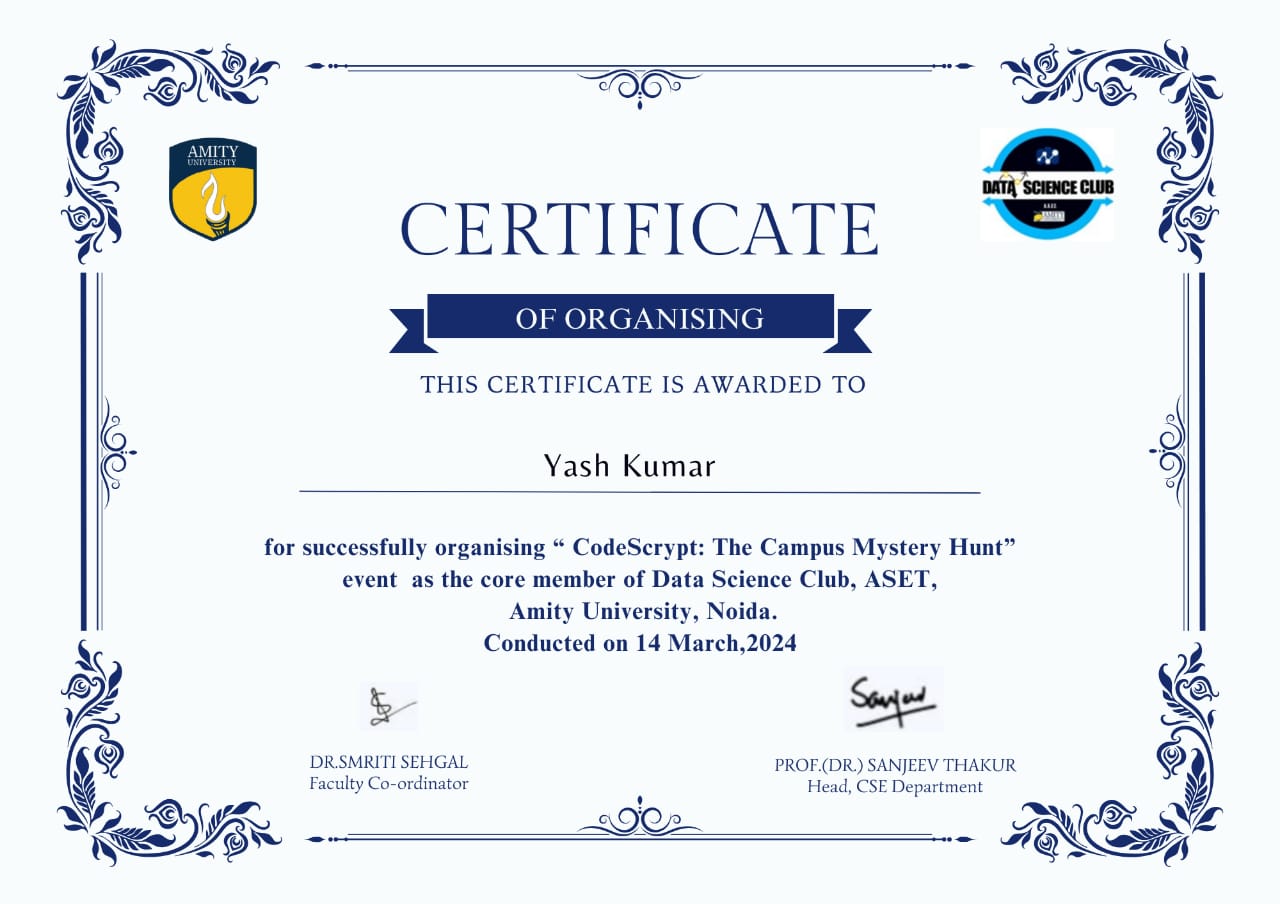 AMITY
UNIVERSITY
DATA SCIENCE CLUB
A.S.E.T.
AMITY
CERTIFICATE
OF ORGANISING
THIS CERTIFICATE IS AWARDED TO
Yash Kumar
for successfully organising “ CodeScrypt: The Campus Mystery Hunt”
event as the core member of Data Science Club, ASET,
Amity University, Noida.
Conducted on 14 March,2024
Sanjeev
DR.SMRITI SEHGAL
Faculty Co-ordinator
PROF.(DR.) SANJEEV THAKUR
Head, CSE Department